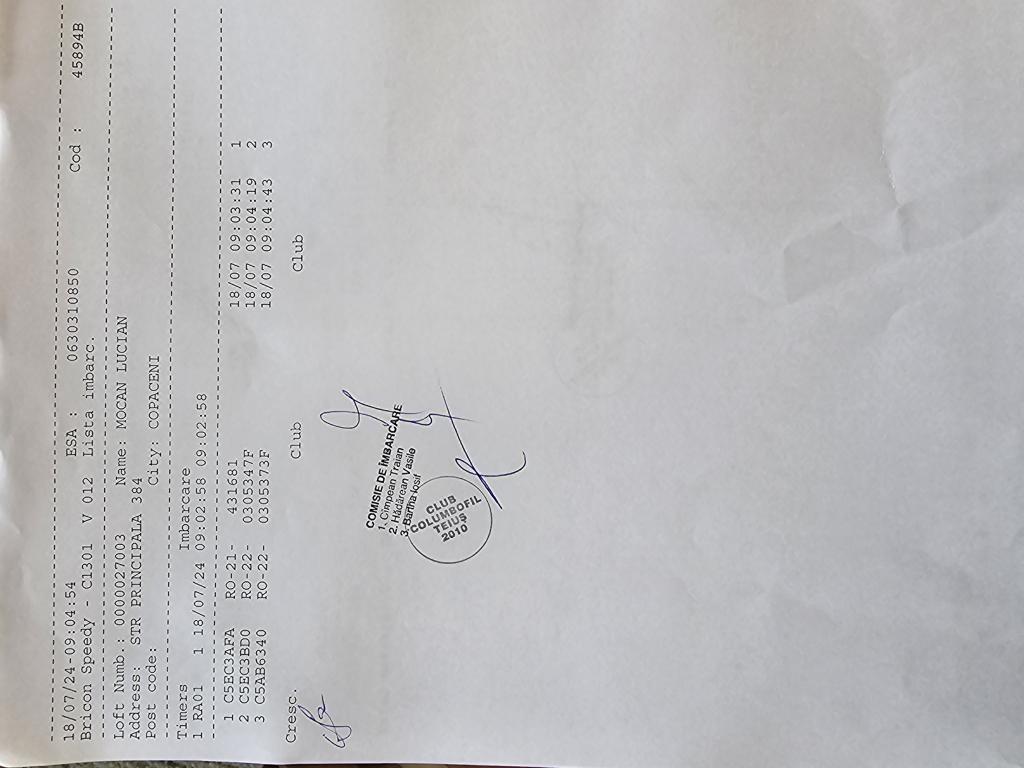 18/07/24-09:04:54 ESA : 0630310850 Cod : 45894B
Bricon Speedy - C1301 V 012 Lista imbarc.
Loft Numb.: 0000027003 Name: MOCAN LUCIAN
Address: STR PRINCIPALA 384
Post code: City: COPACENI
Timers Imbarcare
1 RA01 1 18/07/24 09:02:58 09:02:58
1 C5EC3AFA RO-21- 431681 18/07 09:03:31 1
2 C5EC3BD0 RO-22- 0305347F 18/07 09:04:19 2
3 C5AB6340 RO-22- 0305373F 18/07 09:04:43 3
Cresc. Club Club
COMISIE DE ÎMBARCARE
1. Cîmpean Traian
2. Hădărean Vasile
3. Bartha Iosif
CLUB
COLUMBOFIL
TEIUȘ
2010